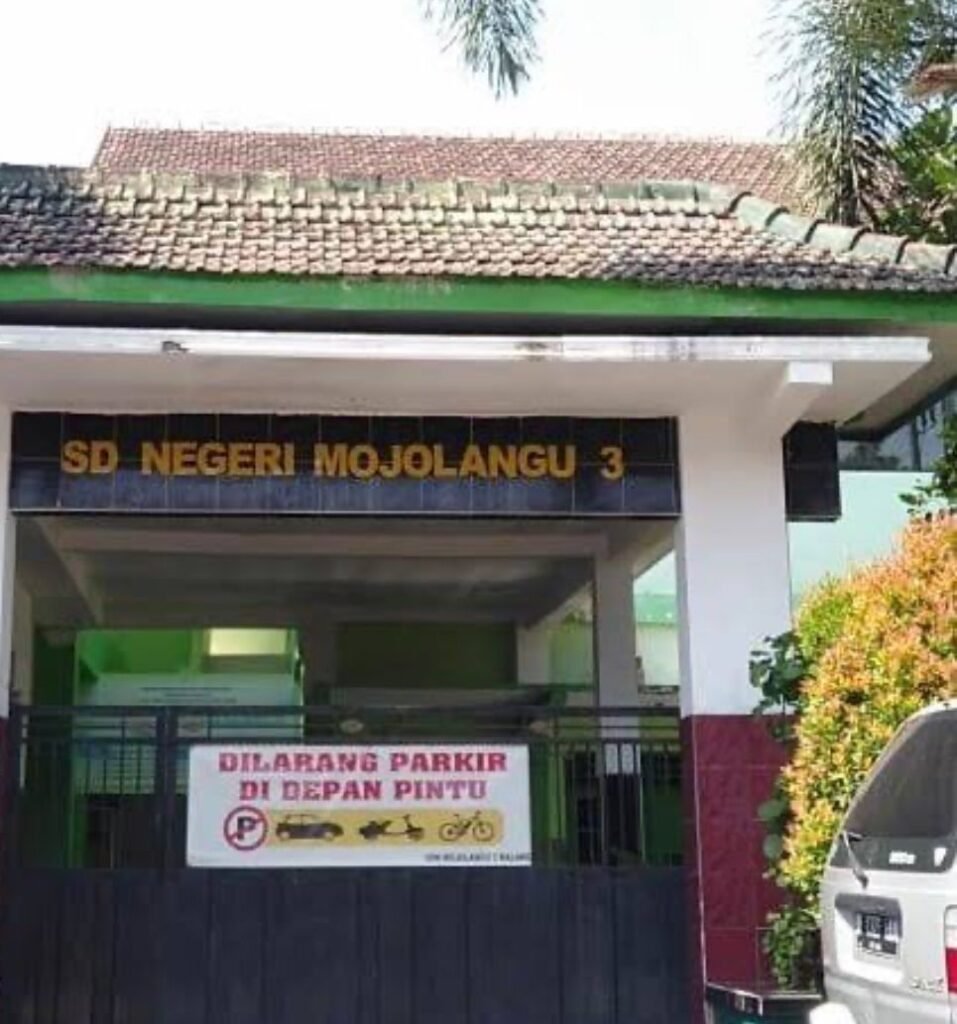 SD NEGERI MOJOLANGU 3
DILARANG PARKIR
DI DEPAN PINTU
P